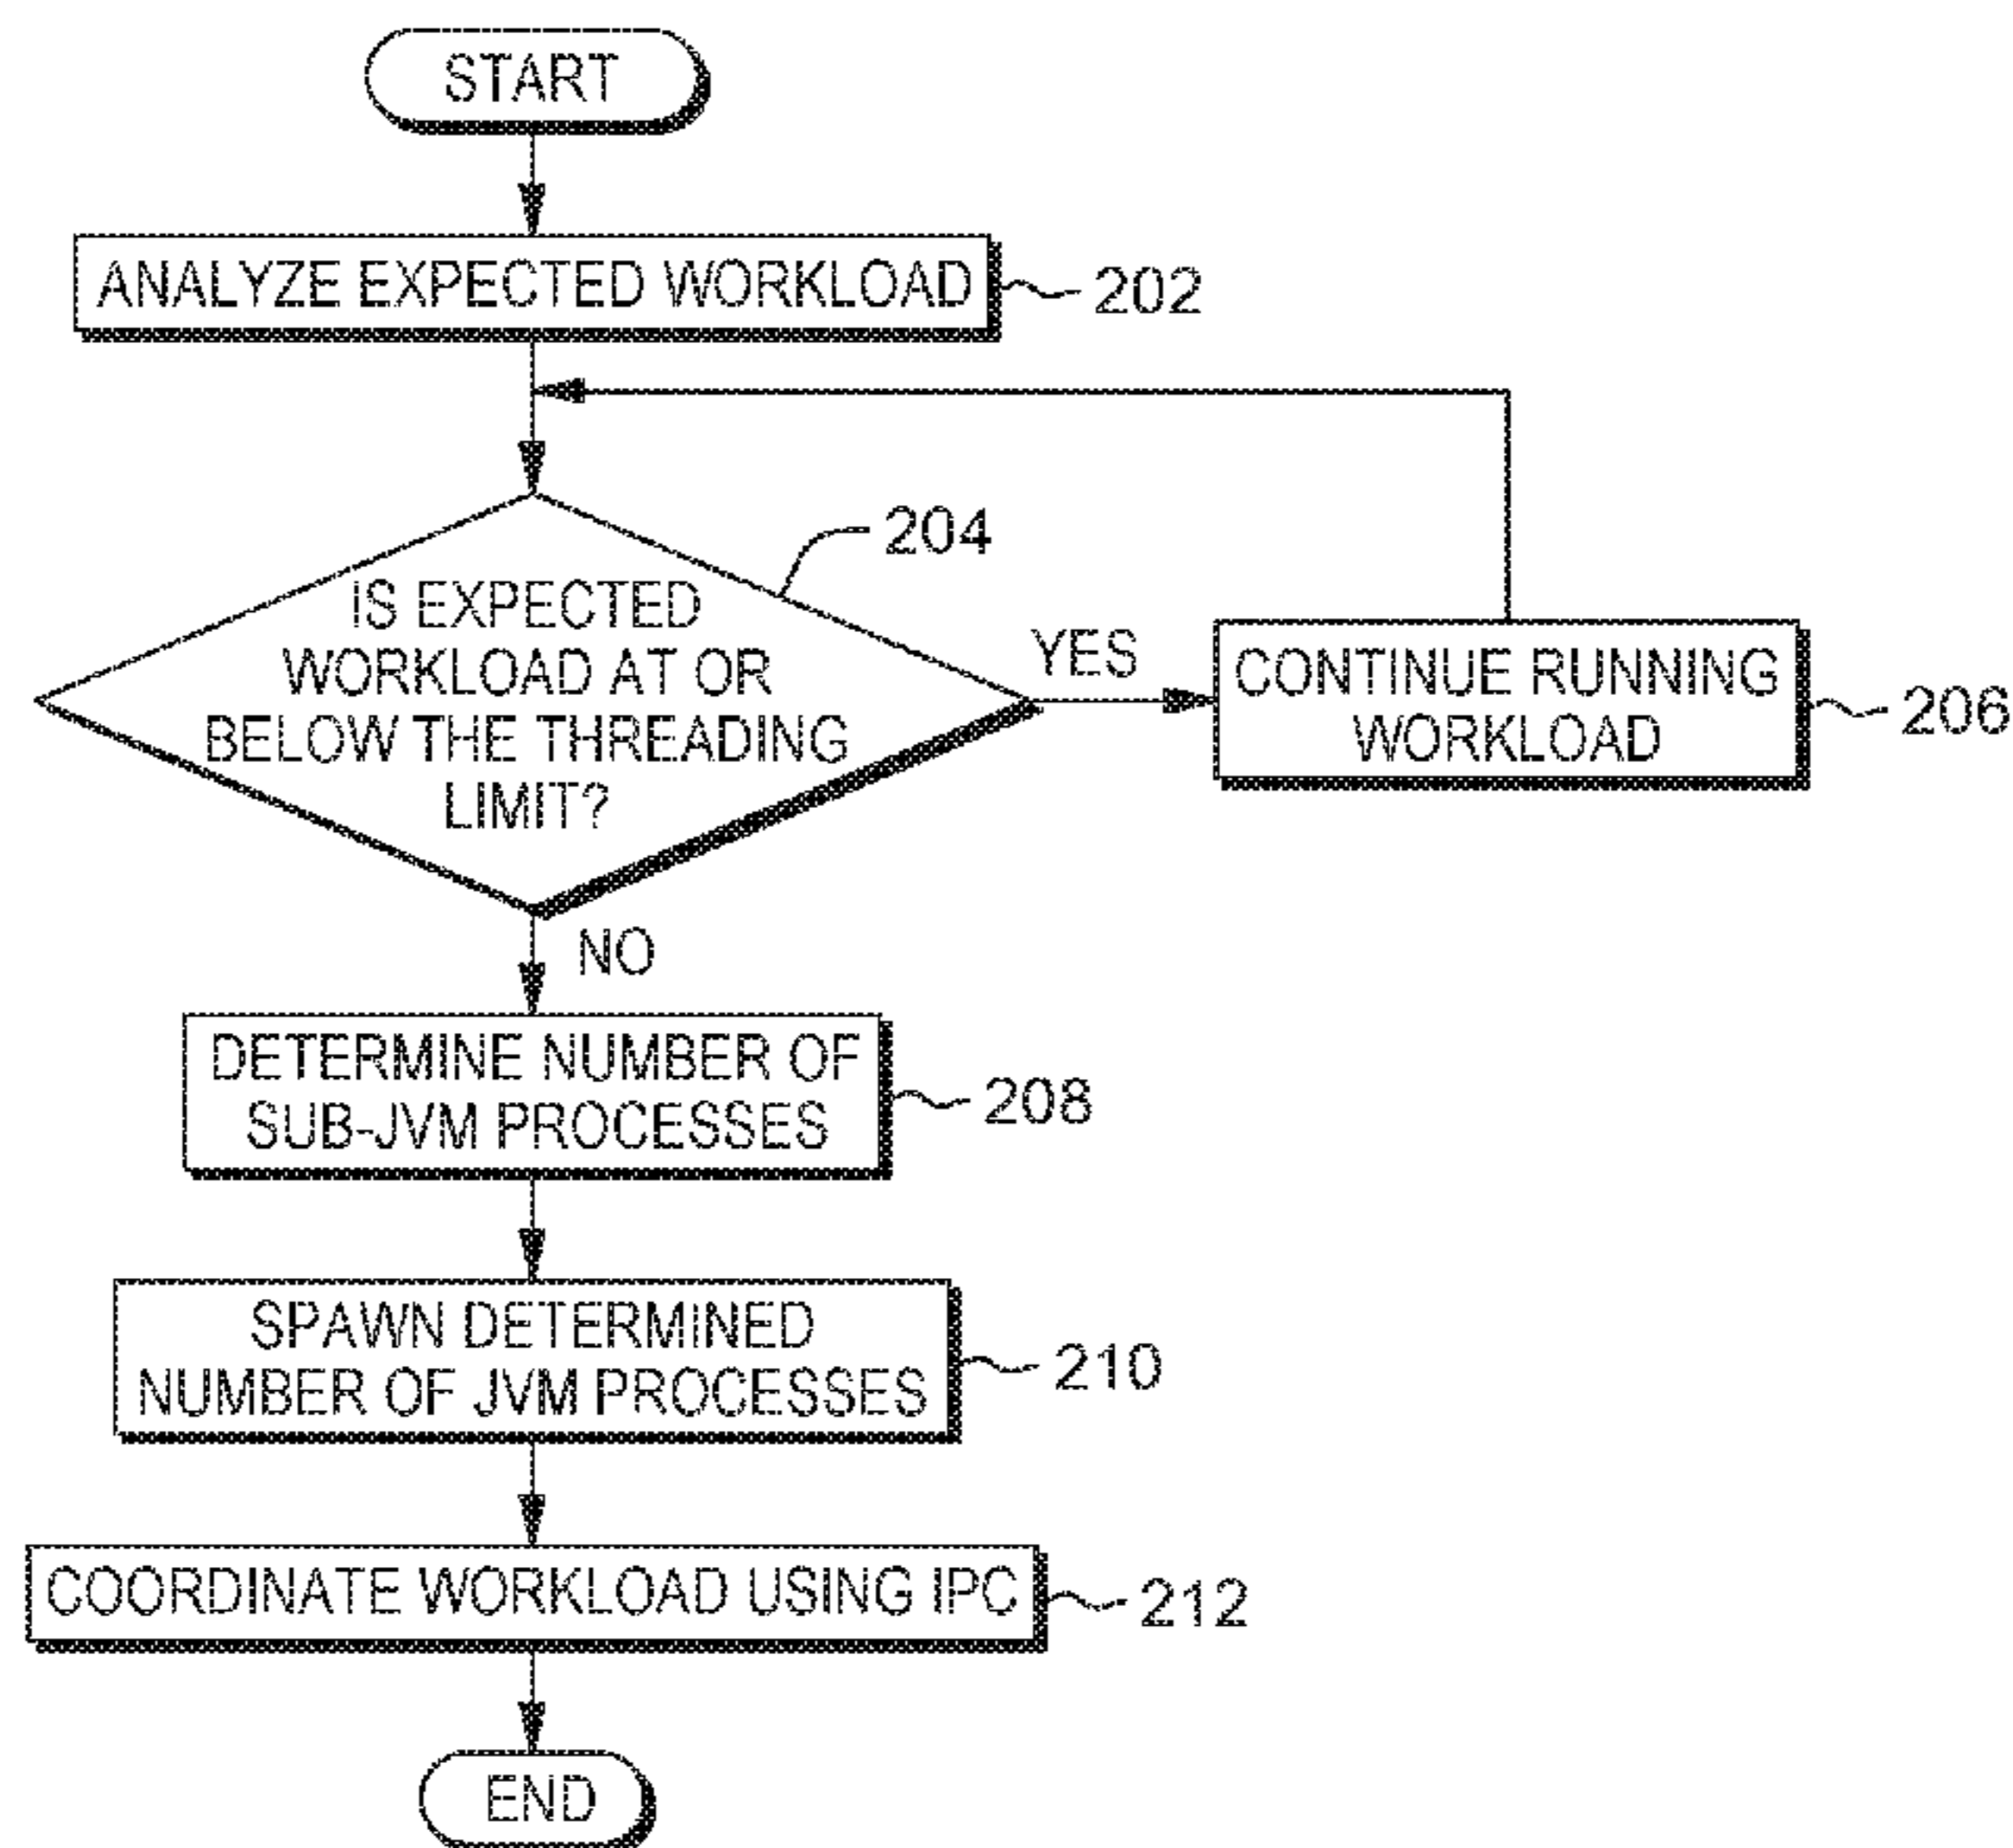 START
ANALYZE EXPECTED WORKLOAD
202
204
IS EXPECTED
WORKLOAD AT OR
BELOW THE THREADING
LIMIT?
YES
CONTINUE RUNNING
WORKLOAD
206
NO
DETERMINE NUMBER OF
SUB-JVM PROCESSES
208
SPAWN DETERMINED
NUMBER OF JVM PROCESSES
210
COORDINATE WORKLOAD USING IPC
212
END